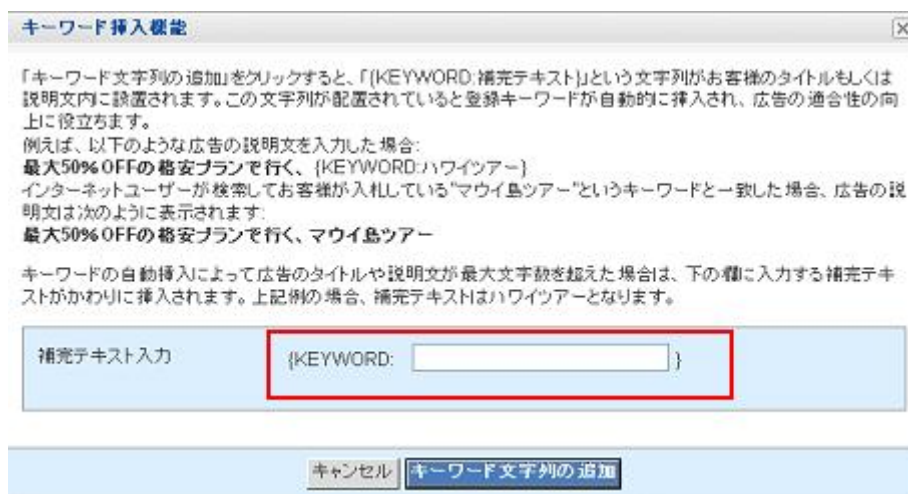 キーワード挿入機能
「キーワード文字列の追加」をクリックすると、「{KEYWORD:補完テキスト}」という文字列がお客様のタイトルもしくは
説明文内に設置されます。この文字列が配置されていると登録キーワードが自動的に挿入され、広告の適合性の向
上に役立ちます。
例えば、以下のような広告の説明文を入力した場合:
最大50%OFFの格安プランで行く、{KEYWORD:ハワイツアー}
インターネットユーザーが検索してお客様が入札している"マウイ島ツアー"というキーワードと一致した場合、広告の説
明文は次のように表示されます:
最大50%OFFの格安プランで行く、マウイ島ツアー
キーワードの自動挿入によって広告のタイトルや説明文が最大文字数を超えた場合は、下の欄に入力する補完テキ
ストがかわりに挿入されます。上記例の場合、補完テキストはハワイツアーとなります。
補完テキスト入力 {KEYWORD: }
キャンセル キーワード文字列の追加